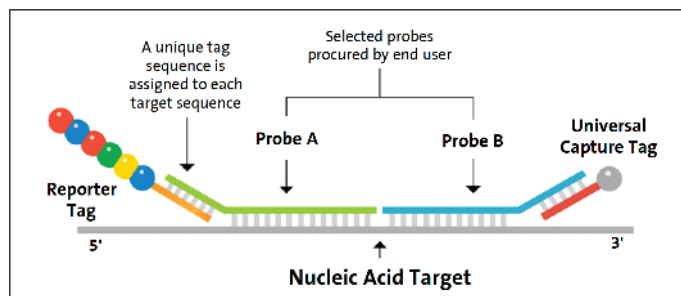 A unique tag
sequence is
assigned to each
target sequence
Selected probes
procured by end user
Probe A
Probe B
Universal
Capture Tag
Reporter
Tag
5'
3'
Nucleic Acid Target